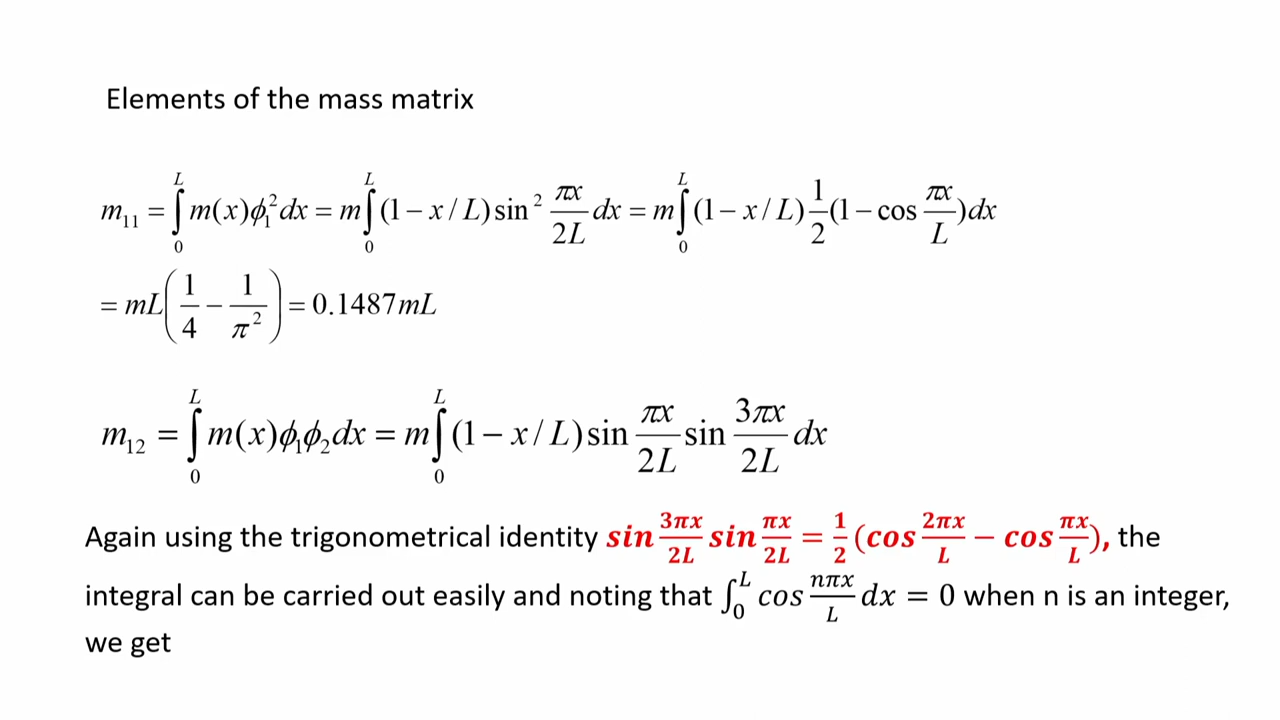 Elements of the mass matrix
m₁₁ = ∫₀ᴸ m(x)ϕ₁² dx = m∫₀ᴸ (1 − x / L) sin² πx/2L dx = m∫₀ᴸ (1 − x / L) 1/2 (1 − cos πx/L) dx
= mL(1/4 − 1/π²) = 0.1487mL
m₁₂ = ∫₀ᴸ m(x)ϕ₁ϕ₂ dx = m∫₀ᴸ (1 − x / L) sin πx/2L sin 3πx/2L dx
Again using the trigonometrical identity sin 3πx/2L sin πx/2L = 1/2 (cos 2πx/L − cos πx/L), the
integral can be carried out easily and noting that ∫₀ᴸ cos nπx/L dx = 0 when n is an integer,
we get